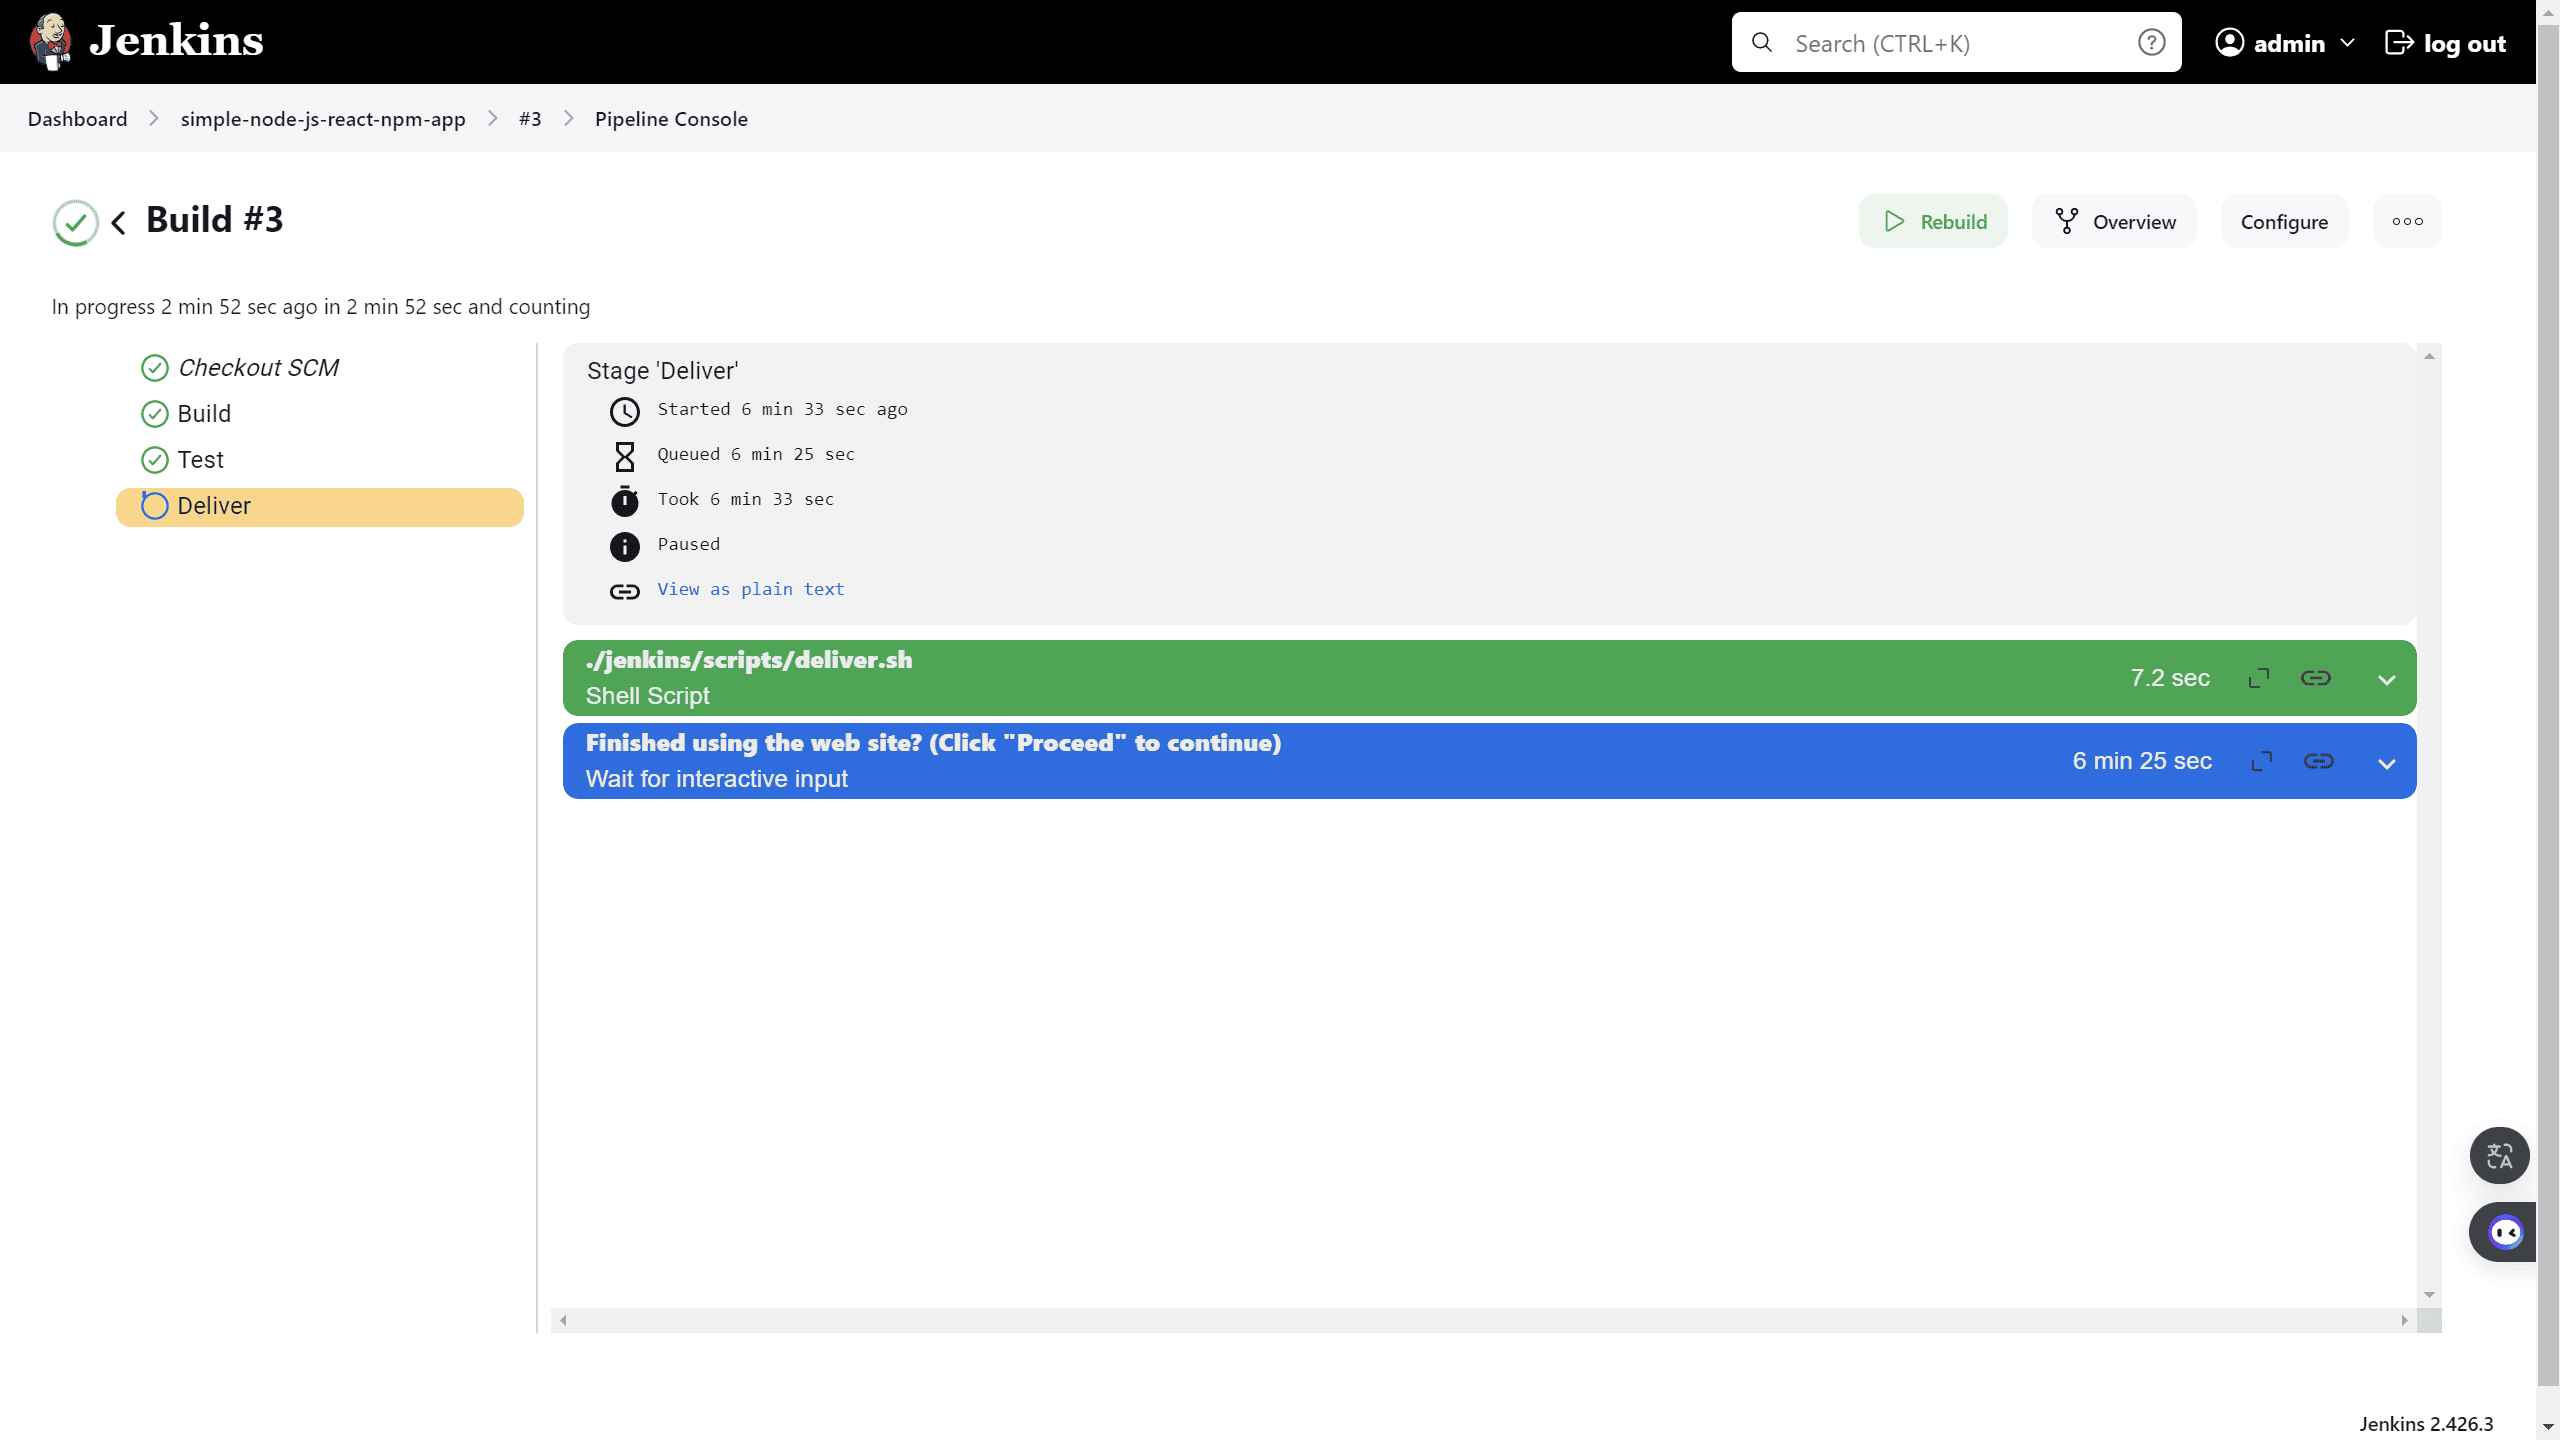 Jenkins
Search (CTRL+K)
admin
log out
Dashboard
simple-node-js-react-npm-app
#3
Pipeline Console
Build #3
Rebuild
Overview
Configure
In progress 2 min 52 sec ago in 2 min 52 sec and counting
Checkout SCM
Build
Test
Deliver
Stage 'Deliver'
Started 6 min 33 sec ago
Queued 6 min 25 sec
Took 6 min 33 sec
Paused
View as plain text
./jenkins/scripts/deliver.sh
Shell Script
7.2 sec
Finished using the web site? (Click "Proceed" to continue)
Wait for interactive input
6 min 25 sec
Jenkins 2.426.3